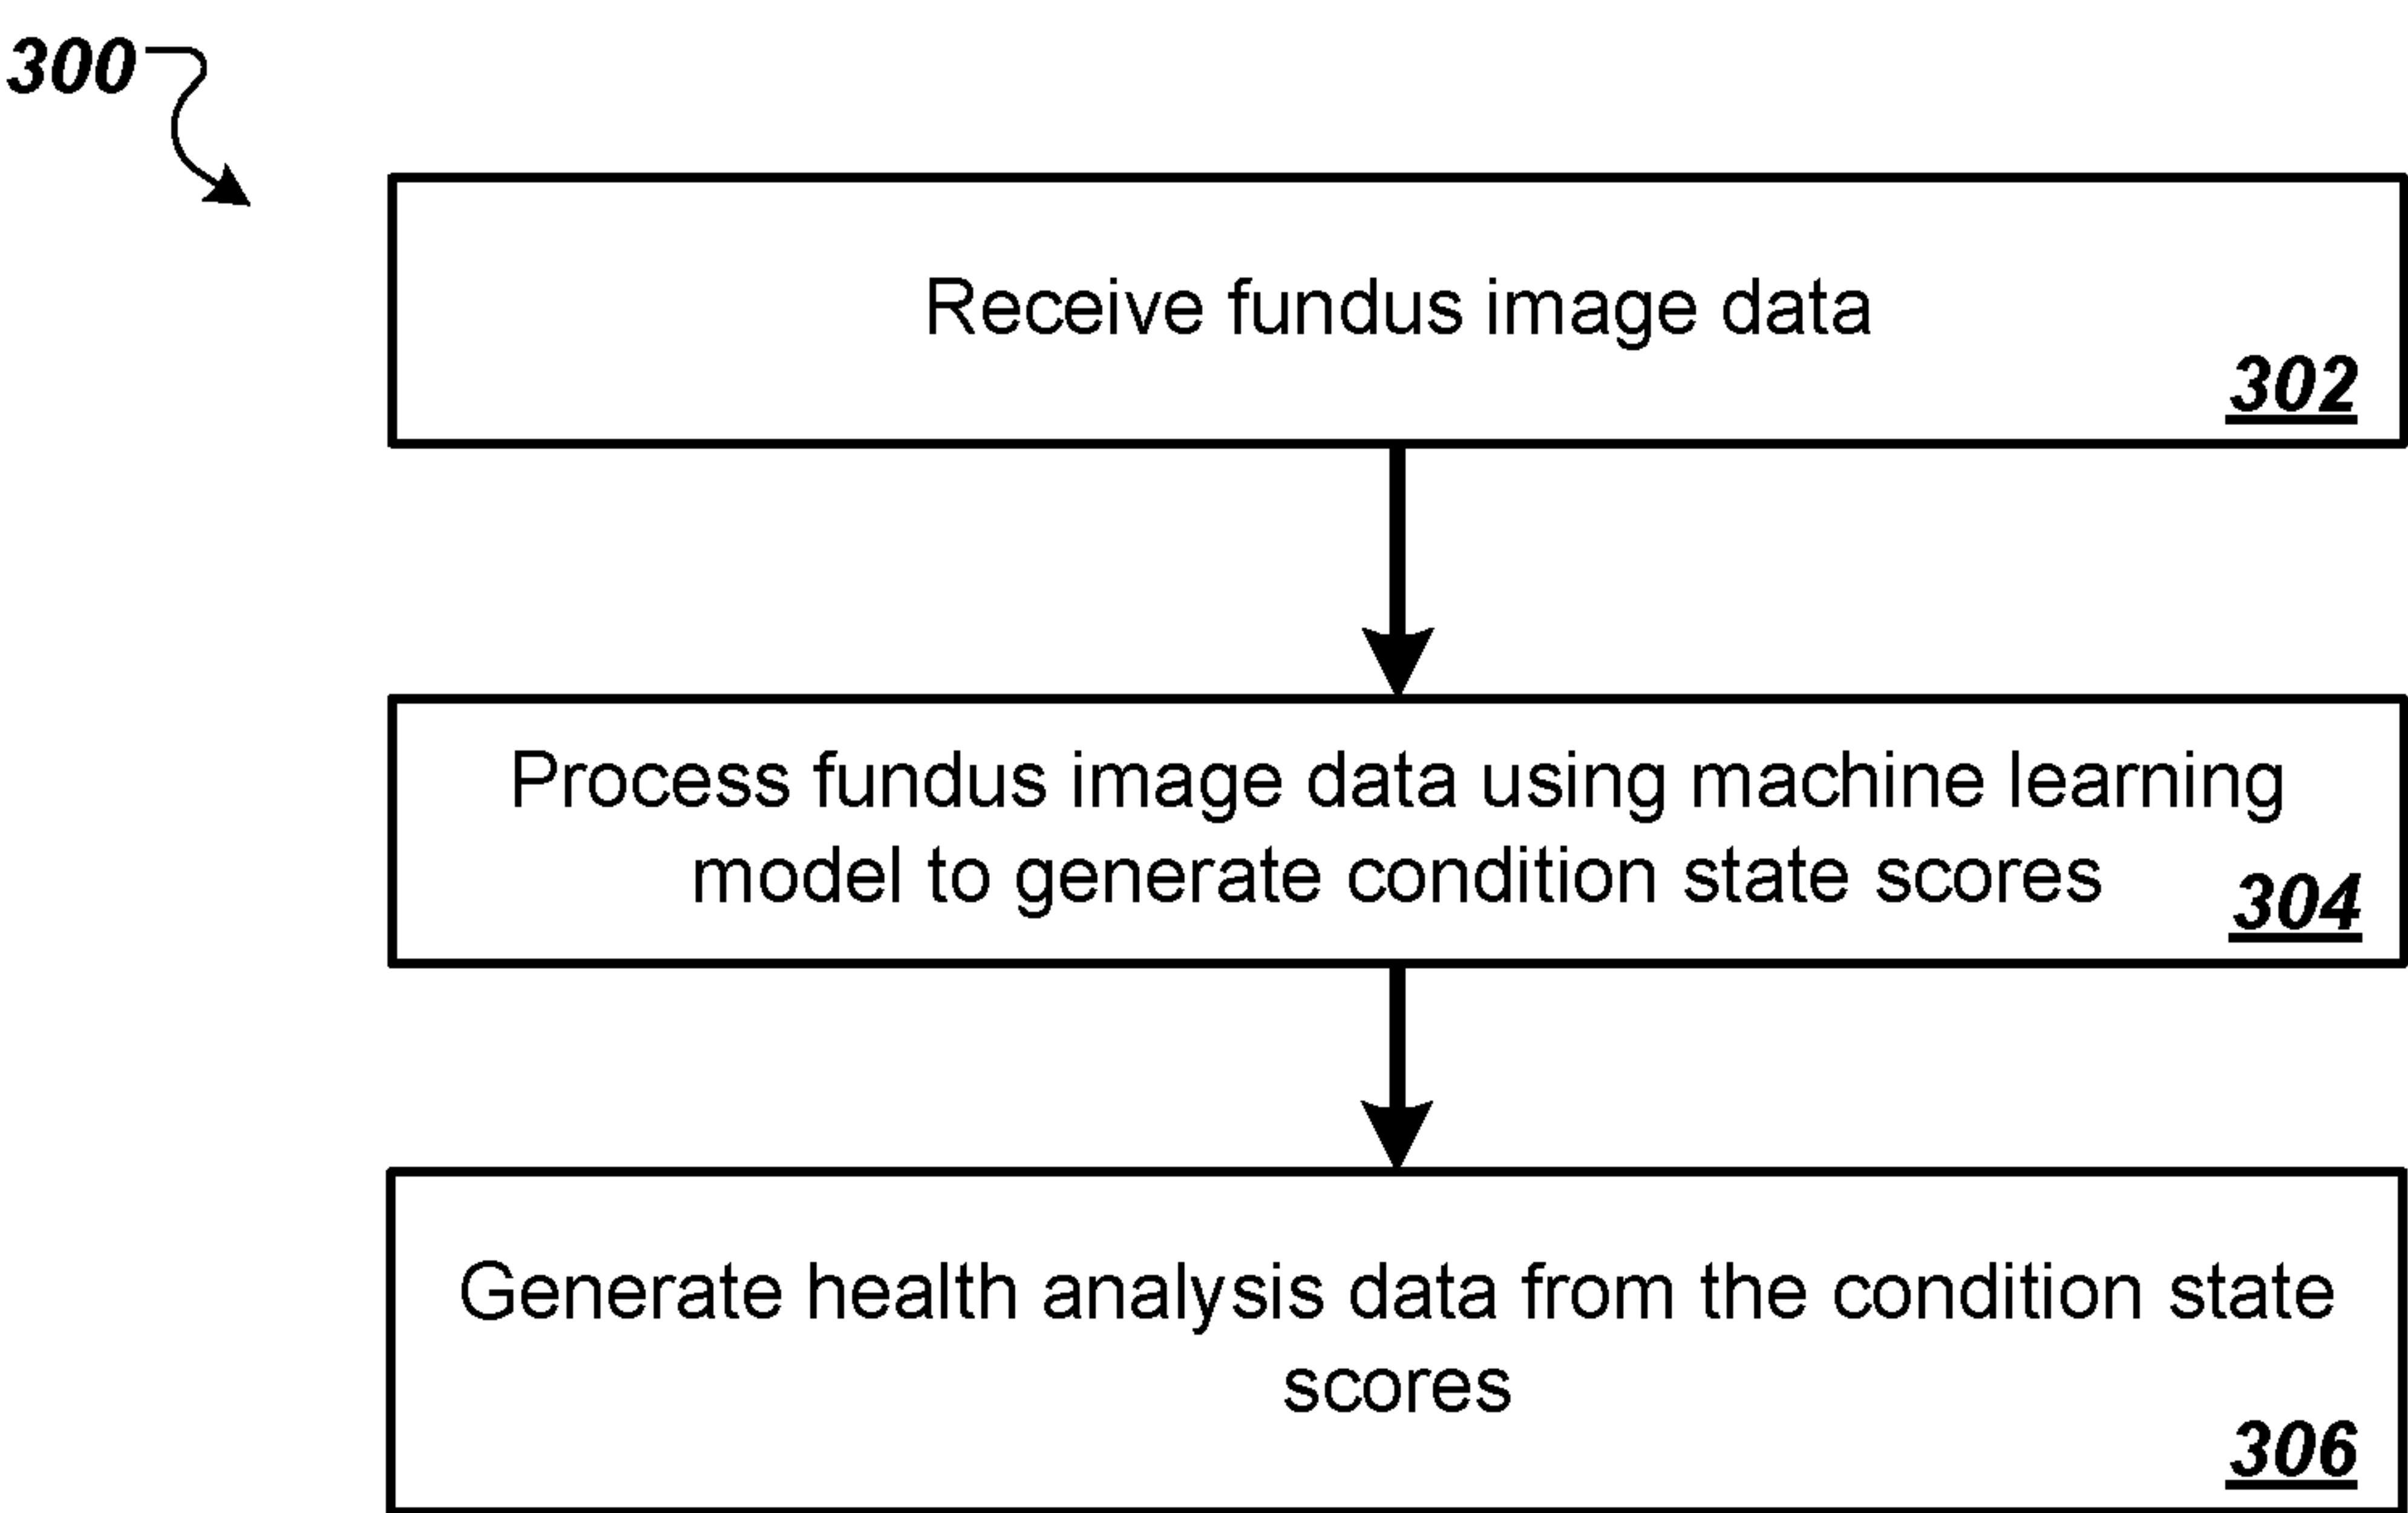 300
Receive fundus image data
302
Process fundus image data using machine learning
model to generate condition state scores
304
Generate health analysis data from the condition state
scores
306